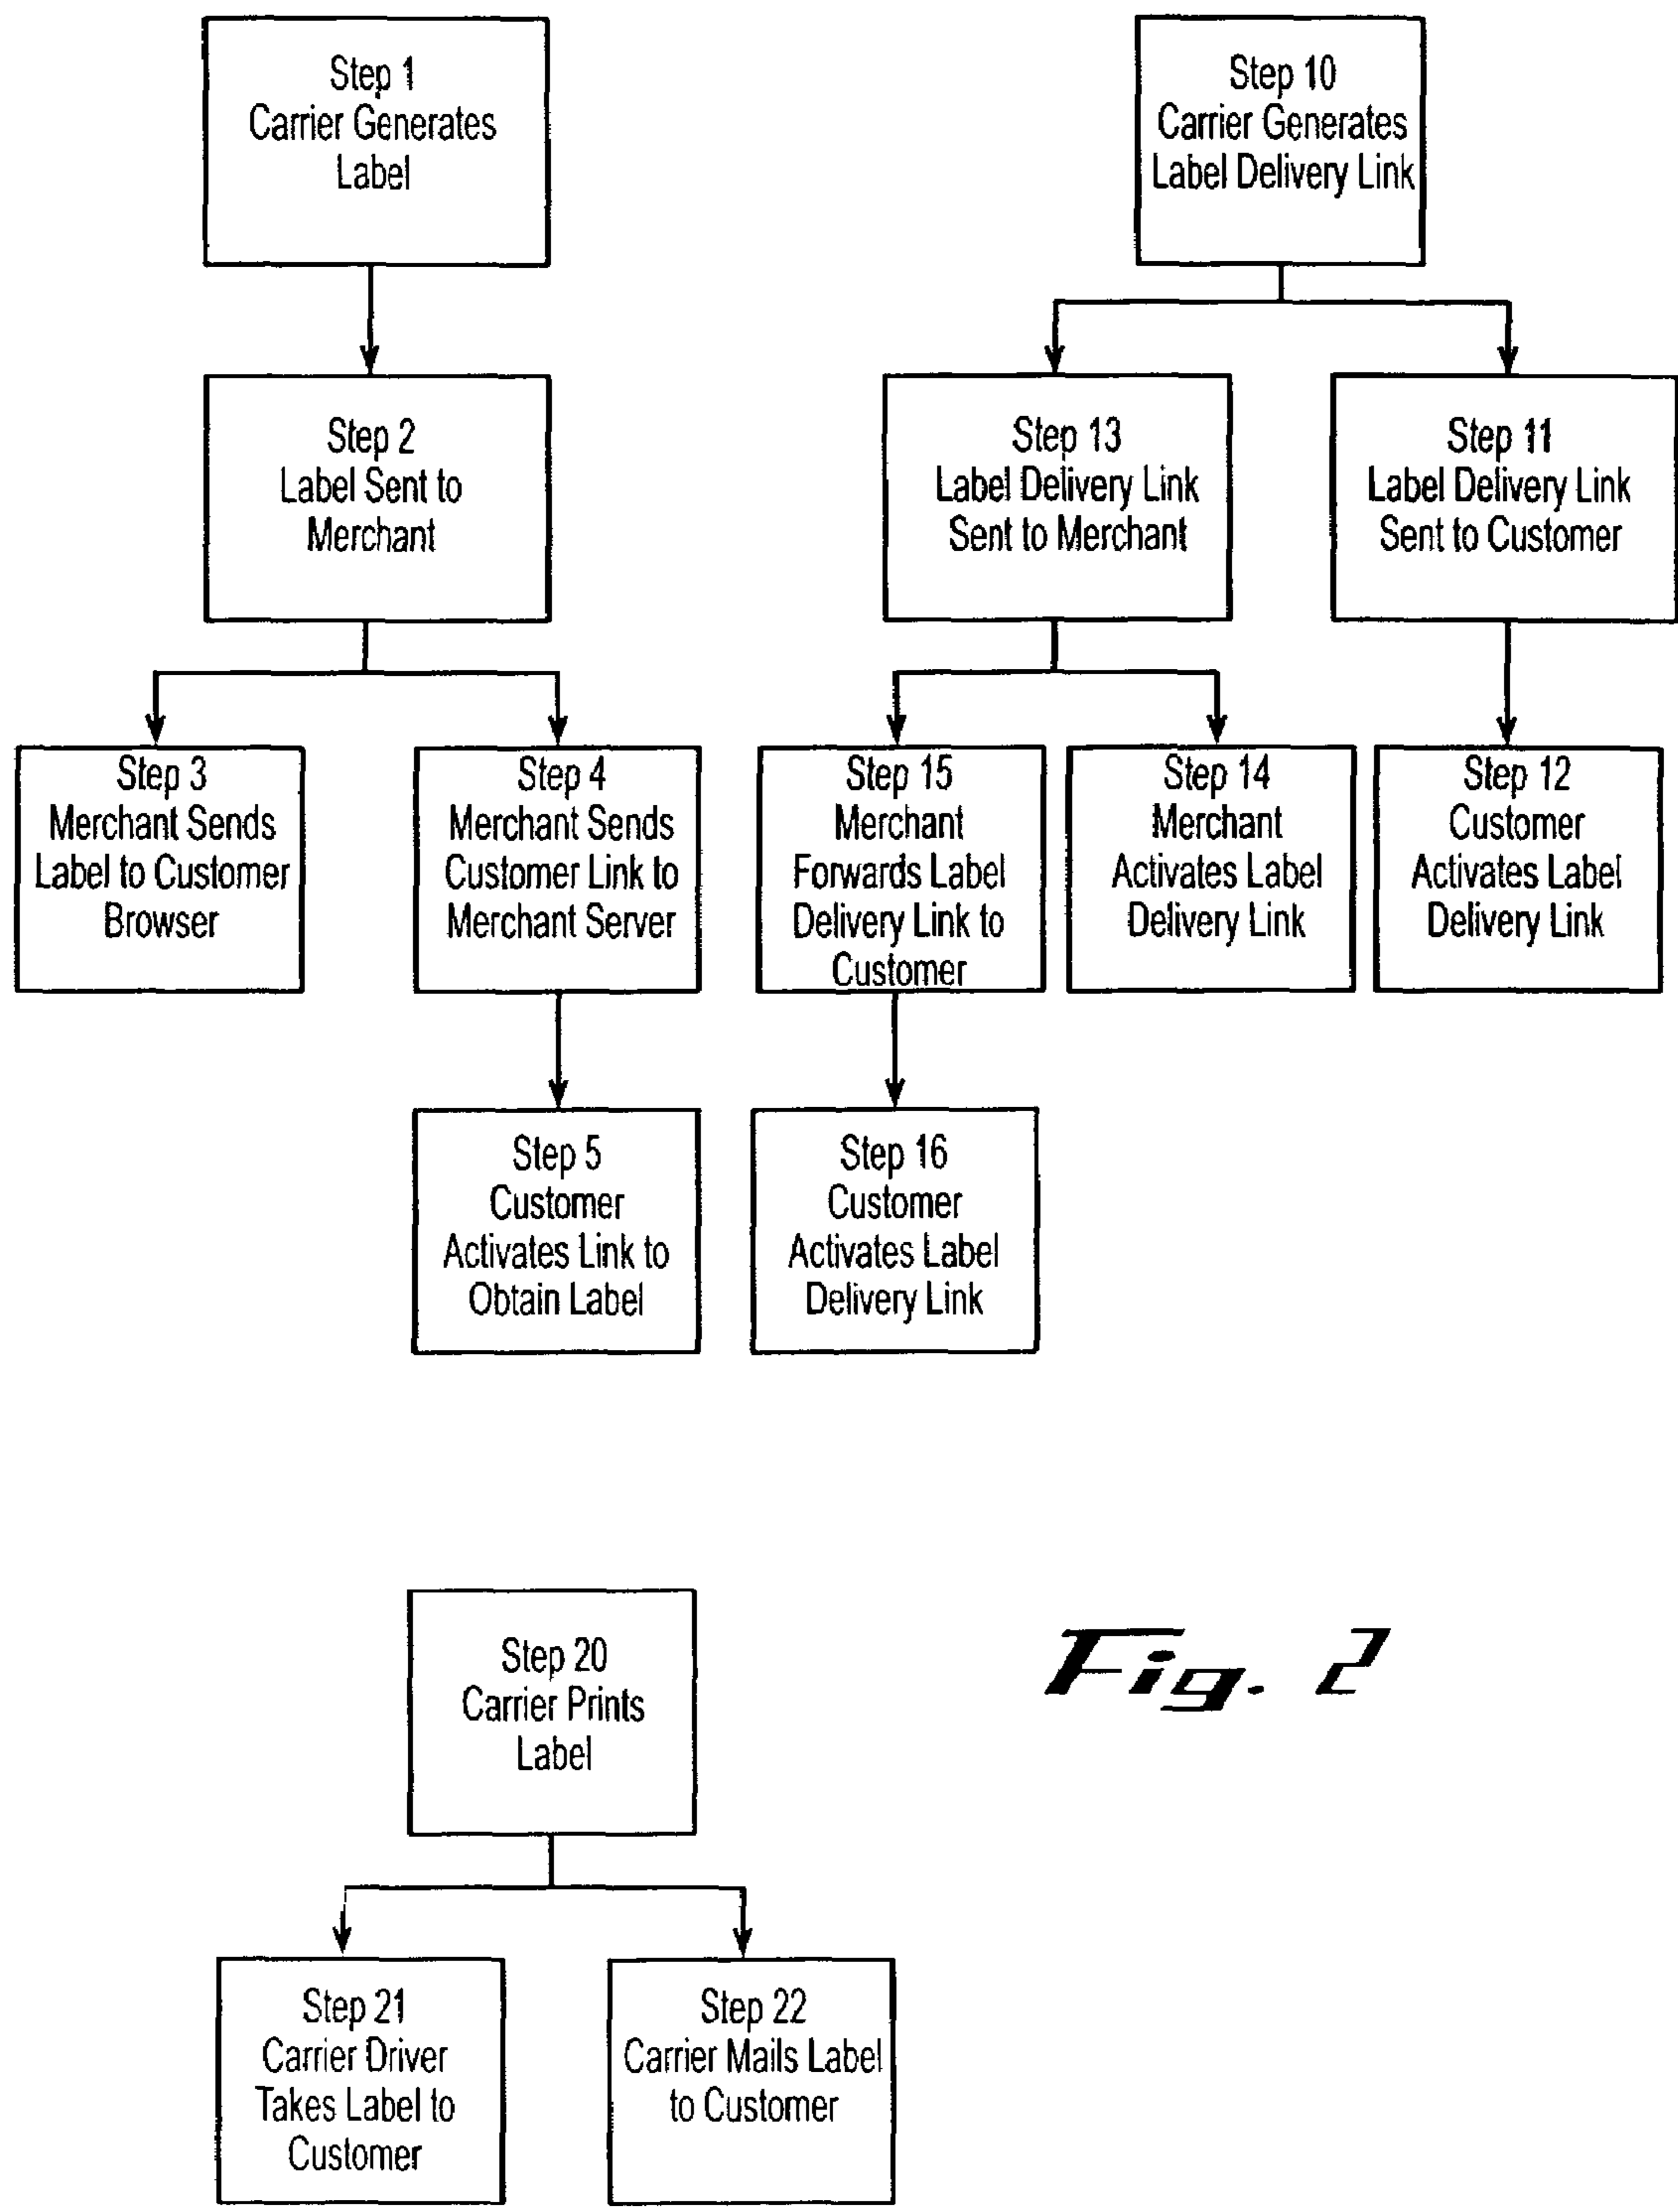 Step 1
Carrier Generates
Label
Step 10
Carrier Generates
Label Delivery Link
Step 2
Label Sent to
Merchant
Step 13
Label Delivery Link
Sent to Merchant
Step 11
Label Delivery Link
Sent to Customer
Step 3
Merchant Sends
Label to Customer
Browser
Step 4
Merchant Sends
Customer Link to
Merchant Server
Step 15
Merchant
Forwards Label
Delivery Link to
Customer
Step 14
Merchant
Activates Label
Delivery Link
Step 12
Customer
Activates Label
Delivery Link
Step 5
Customer
Activates Link to
Obtain Label
Step 16
Customer
Activates Label
Delivery Link
Step 20
Carrier Prints
Label
Fig. 2
Step 21
Carrier Driver
Takes Label to
Customer
Step 22
Carrier Mails Label
to Customer